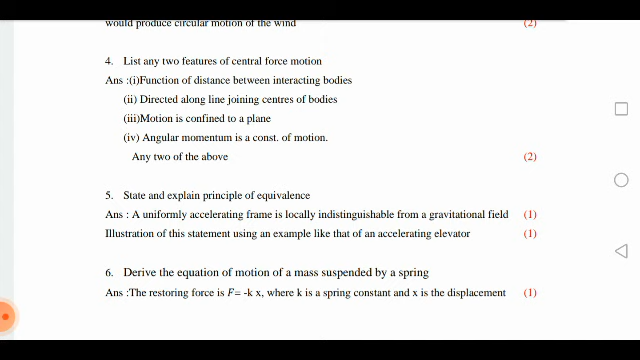 would produce circular motion of the wind (2)
4. List any two features of central force motion
Ans :(i)Function of distance between interacting bodies
(ii) Directed along line joining centres of bodies
(iii)Motion is confined to a plane
(iv) Angular momentum is a const. of motion.
Any two of the above (2)
5. State and explain principle of equivalence
Ans : A uniformly accelerating frame is locally indistinguishable from a gravitational field (1)
Illustration of this statement using an example like that of an accelerating elevator (1)
6. Derive the equation of motion of a mass suspended by a spring
Ans :The restoring force is F= -k x, where k is a spring constant and x is the displacement (1)